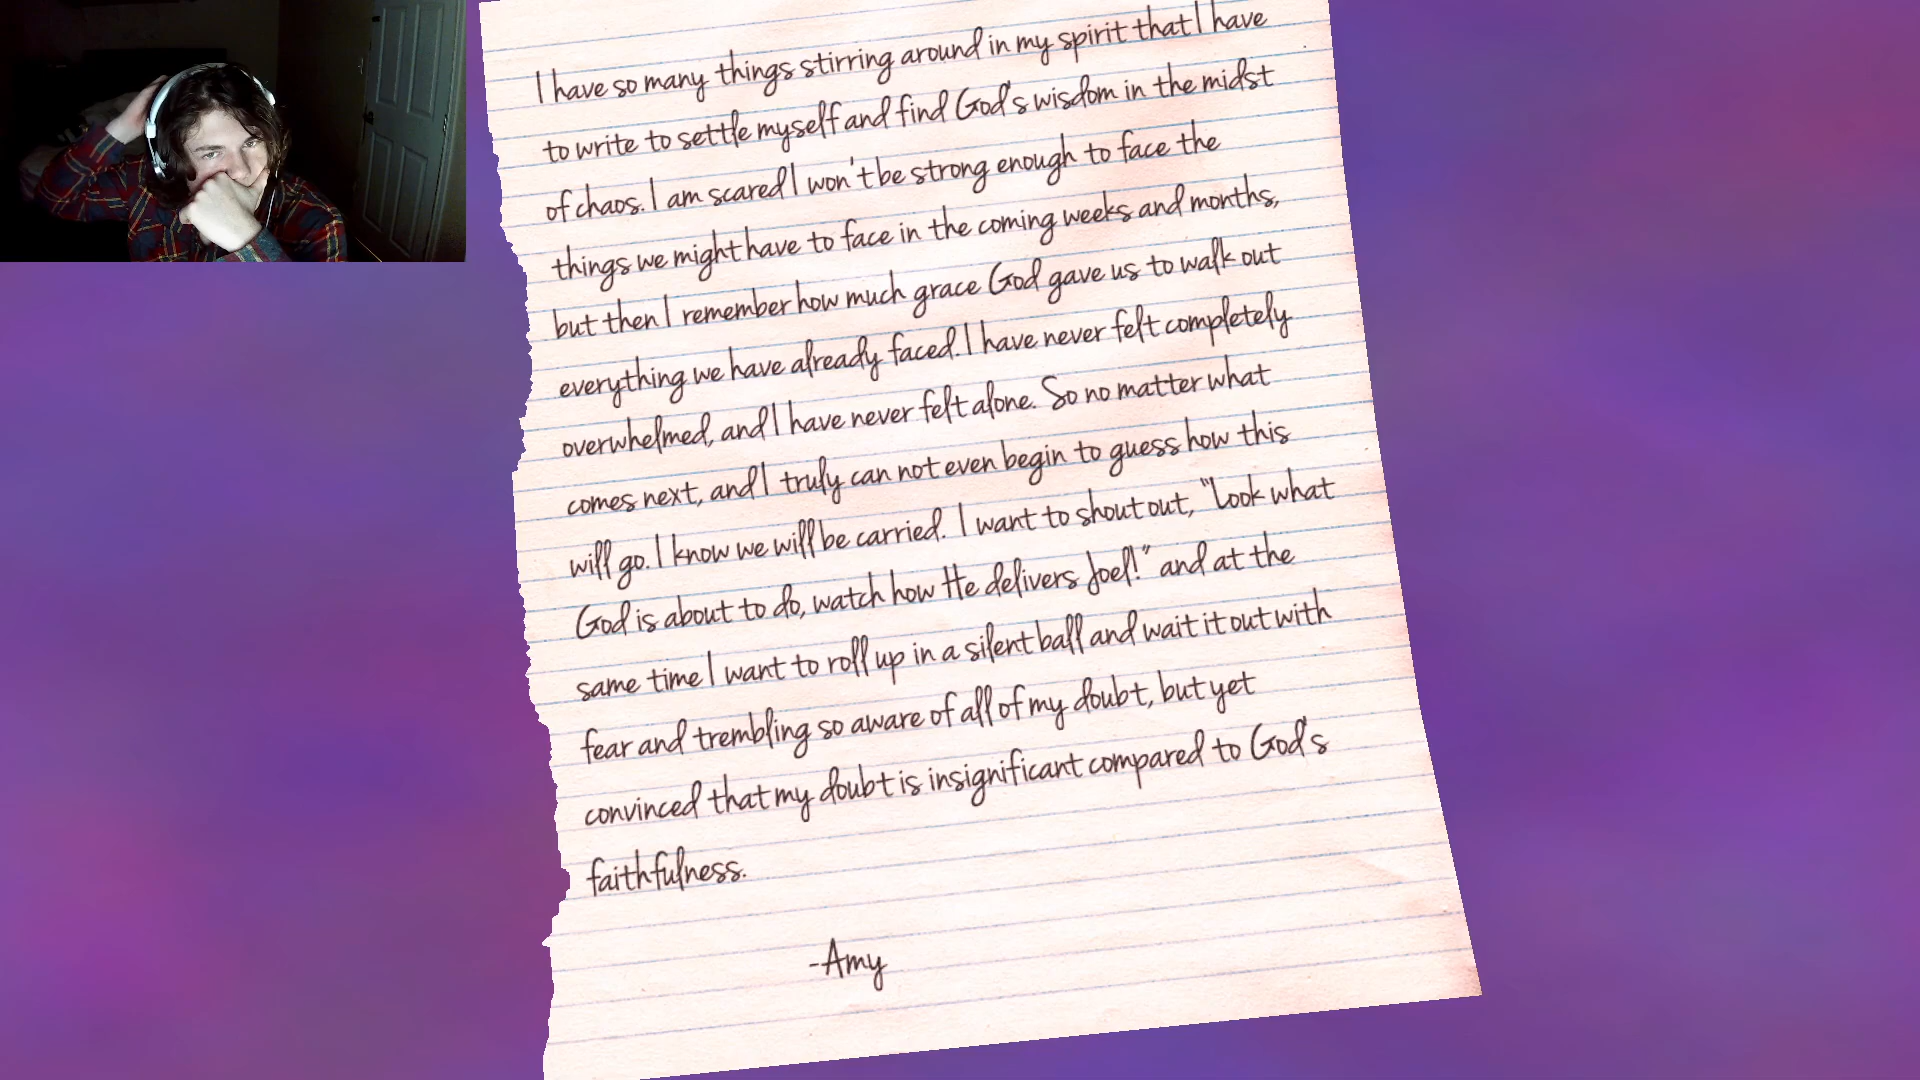 I have so many things stirring around in my spirit that I have
to write to settle myself and find God's wisdom in the midst
of chaos. I am scared I won't be strong enough to face the
things we might have to face in the coming weeks and months,
but then I remember how much grace God gave us to walk out
everything we have already faced. I have never felt completely
overwhelmed, and I have never felt alone. So no matter what
comes next, and I truly can not even begin to guess how this
will go. I know we will be carried. I want to shout out, "Look what
God is about to do, watch how He delivers Joel!" and at the
same time I want to roll up in a silent ball and wait it out with
fear and trembling so aware of all of my doubt, but yet
convinced that my doubt is insignificant compared to God's
faithfulness.
-Amy